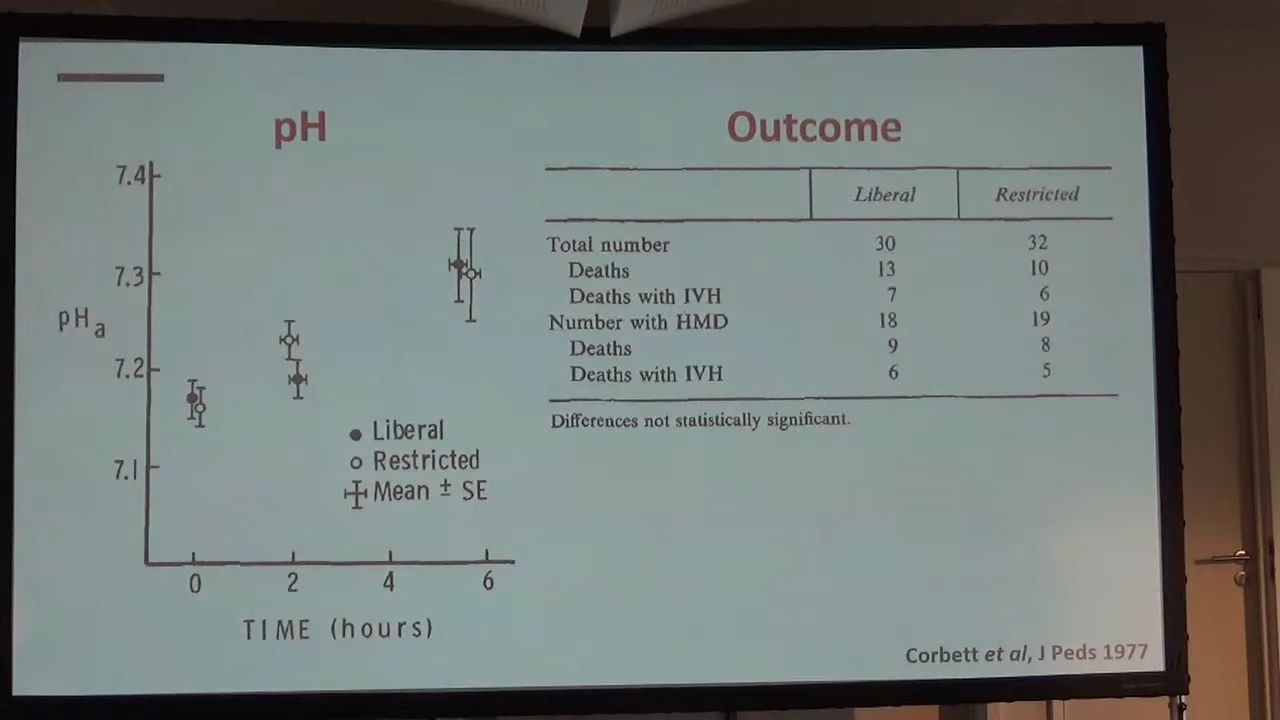 pH
7.4
7.3
pH a
7.2
7.1
● Liberal
○ Restricted
Mean ± SE
0 2 4 6
TIME (hours)
Outcome
Liberal Restricted
Total number 30 32
Deaths 13 10
Deaths with IVH 7 6
Number with HMD 18 19
Deaths 9 8
Deaths with IVH 6 5
Differences not statistically significant.
Corbett et al, J Peds 1977